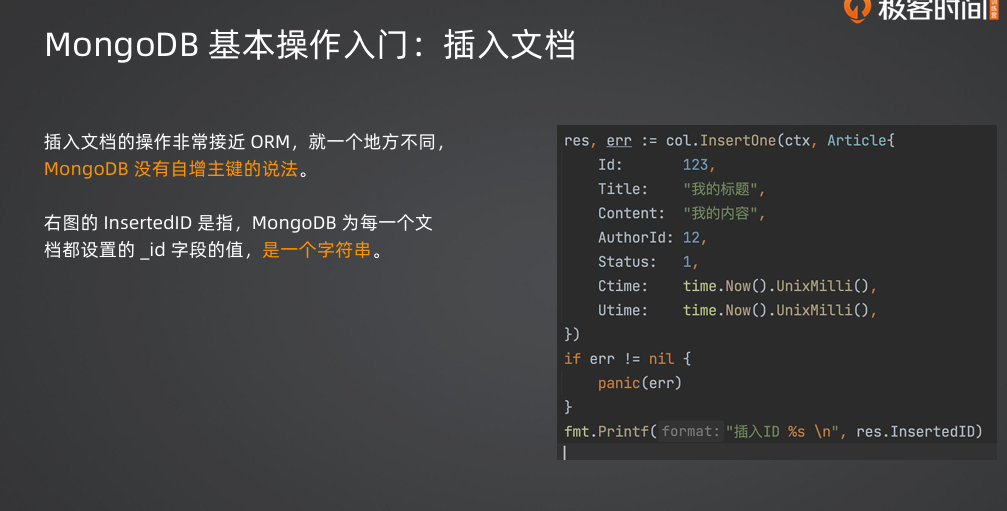 极客时间
MongoDB 基本操作入门：插入文档
插入文档的操作非常接近 ORM，就一个地方不同，
MongoDB 没有自增主键的说法。
右图的 InsertedID 是指，MongoDB 为每一个文
档都设置的 _id 字段的值，是一个字符串。
res, err := col.InsertOne(ctx, Article{
    Id:       123,
    Title:    "我的标题",
    Content:  "我的内容",
    AuthorId: 12,
    Status:   1,
    Ctime:    time.Now().UnixMilli(),
    Utime:    time.Now().UnixMilli(),
})
if err != nil {
    panic(err)
}
fmt.Printf( format: "插入ID %s \n", res.InsertedID)